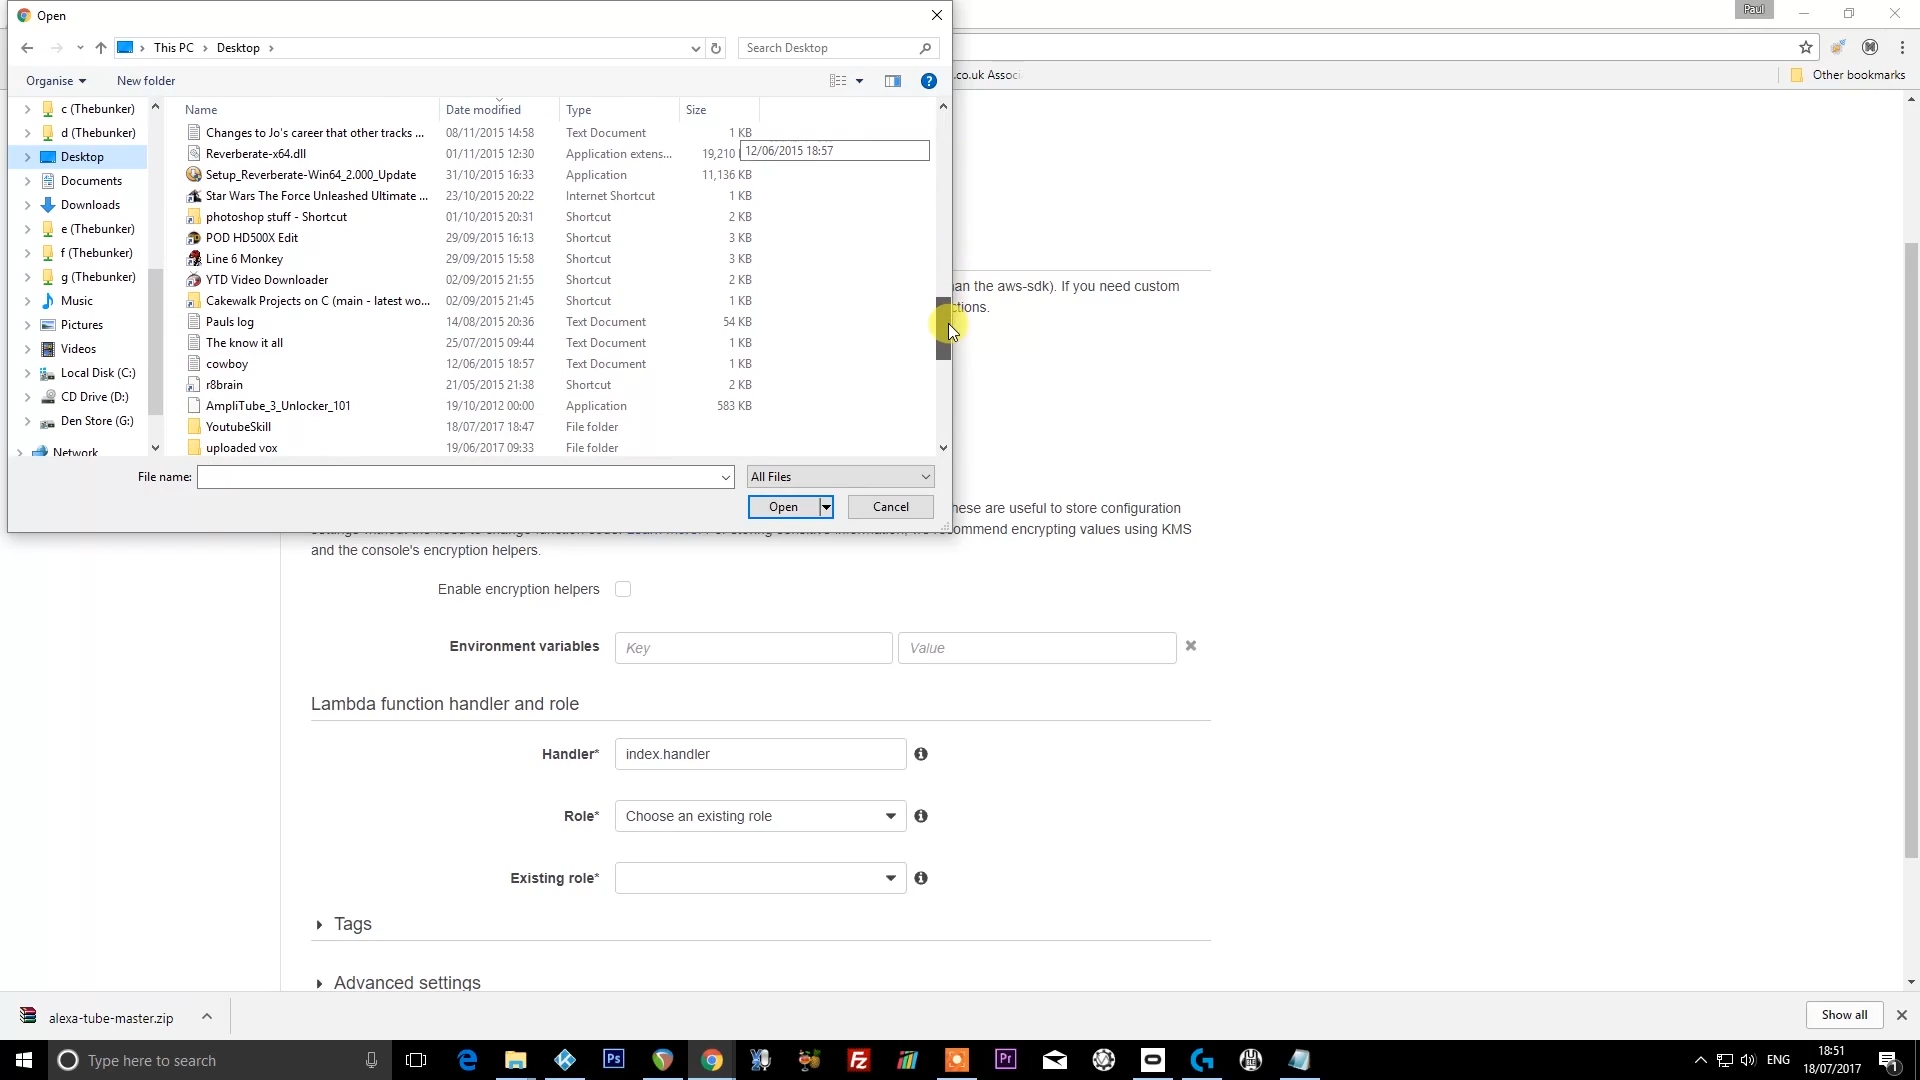 Open
Paul
This PC
Desktop
Search Desktop
Organise
New folder
.co.uk Assoc
Other bookmarks
Name
Date modified
Type
Size
c (Thebunker)
d (Thebunker)
Desktop
Documents
Downloads
e (Thebunker)
f (Thebunker)
g (Thebunker)
Music
Pictures
Videos
Local Disk (C:)
CD Drive (D:)
Den Store (G:)
Network
Changes to Jo's career that other tracks ... 08/11/2015 14:58 Text Document 1 KB
Reverberate-x64.dll 01/11/2015 12:30 Application extens... 19,210
12/06/2015 18:57
Setup_Reverberate-Win64_2.000_Update 31/10/2015 16:33 Application 11,136 KB
Star Wars The Force Unleashed Ultimate ... 23/10/2015 20:22 Internet Shortcut 1 KB
photoshop stuff - Shortcut 01/10/2015 20:31 Shortcut 2 KB
POD HD500X Edit 29/09/2015 16:13 Shortcut 3 KB
Line 6 Monkey 29/09/2015 15:58 Shortcut 3 KB
YTD Video Downloader 02/09/2015 21:55 Shortcut 2 KB
Cakewalk Projects on C (main - latest wo... 02/09/2015 21:45 Shortcut 1 KB
Pauls log 14/08/2015 20:36 Text Document 54 KB
The know it all 25/07/2015 09:44 Text Document 1 KB
cowboy 12/06/2015 18:57 Text Document 1 KB
r8brain 21/05/2015 21:38 Shortcut 2 KB
AmpliTube_3_Unlocker_101 19/10/2012 00:00 Application 583 KB
YoutubeSkill 18/07/2017 18:47 File folder
uploaded vox 19/06/2017 09:33 File folder
File name:
All Files
Open
Cancel
an the aws-sdk). If you need custom
ctions.
hese are useful to store configuration
ommend encrypting values using KMS
and the console's encryption helpers.
Enable encryption helpers
Environment variables Key Value
Lambda function handler and role
Handler* index.handler
Role* Choose an existing role
Existing role*
Tags
Advanced settings
alexa-tube-master.zip
Show all
Type here to search
Ps
Fz
Pr
ENG
18:51
18/07/2017
1